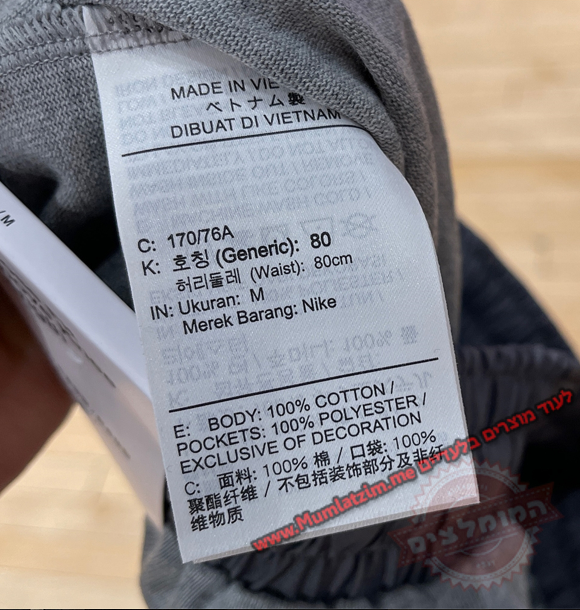 MADE IN VIE
ベトナム製
DIBUAT DI VIETNAM
C: 170/76A
K: 호칭 (Generic): 80
허리둘레 (Waist): 80cm
IN: Ukuran: M
Merek Barang: Nike
E: BODY: 100% COTTON /
POCKETS: 100% POLYESTER /
EXCLUSIVE OF DECORATION
C: 面料: 100% 棉 / 口袋: 100%
聚酯纤维 / 不包括装饰部分及非纤
维物质
לעוד מוצרים בלעדיים www.Mumlatzim.me
המומלצים